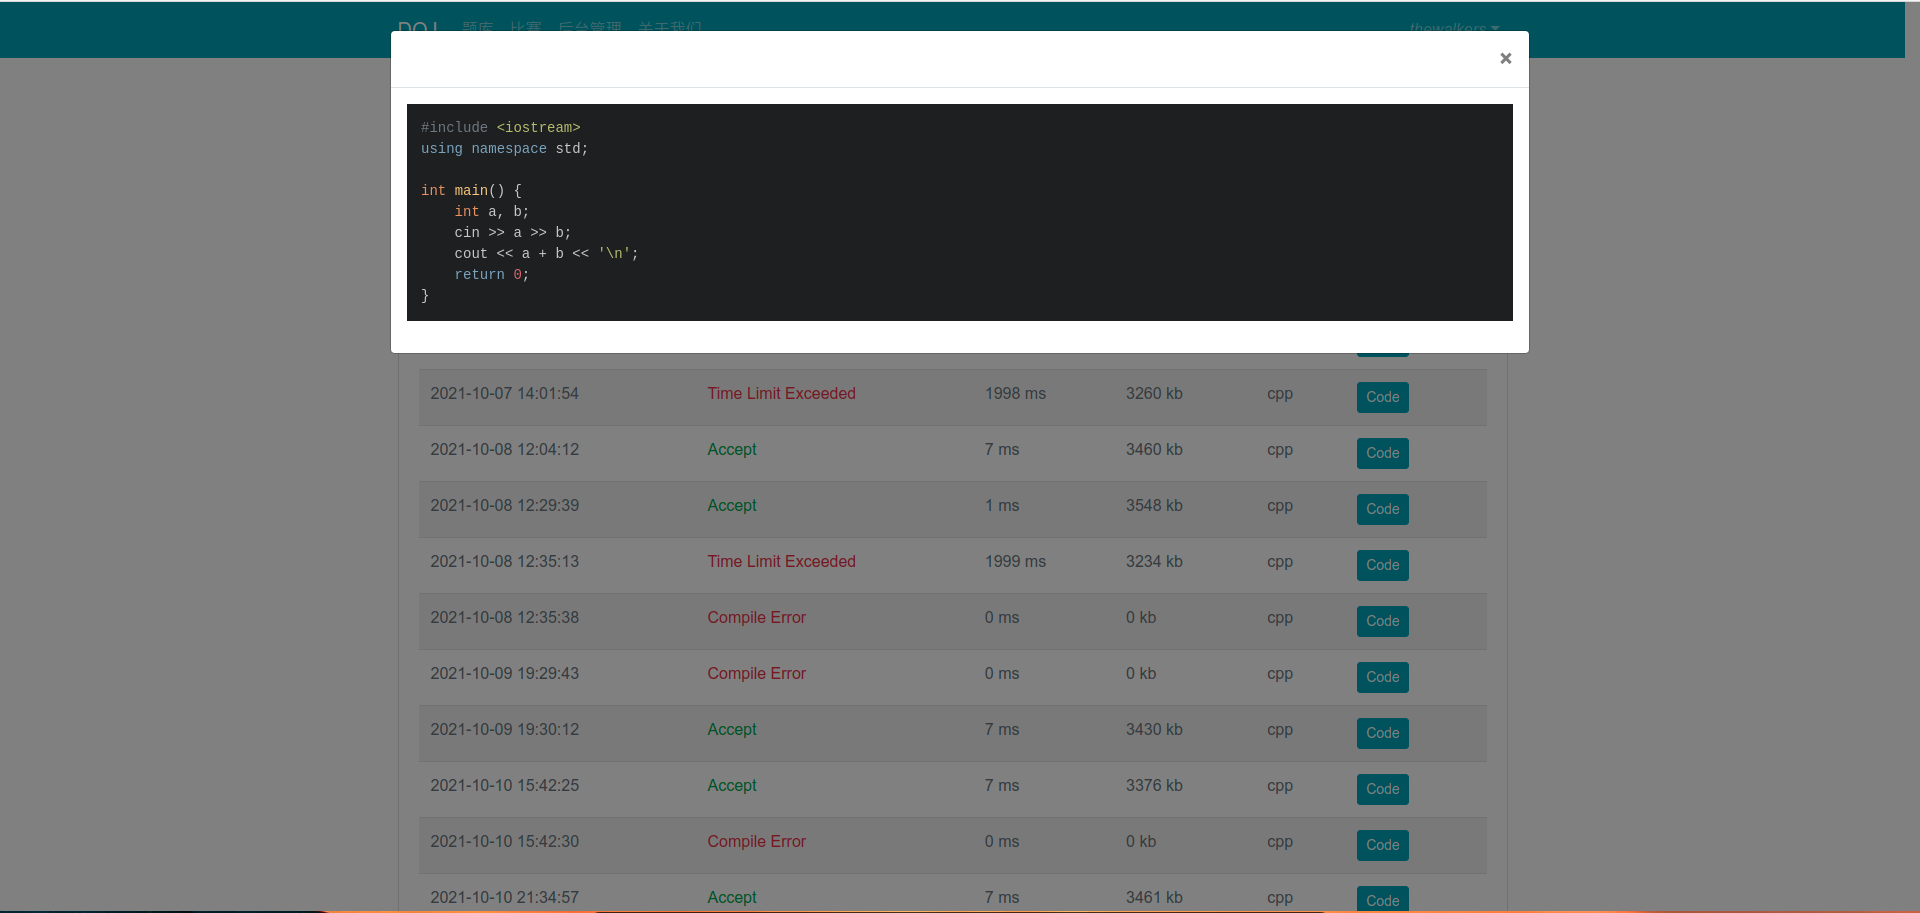 DOJ 题库 比赛 后台管理 关于我们 thewalkers
×
#include <iostream>
using namespace std;
int main() {
    int a, b;
    cin >> a >> b;
    cout << a + b << '\n';
    return 0;
}
2021-10-07 14:01:54 Time Limit Exceeded 1998 ms 3260 kb cpp Code
2021-10-08 12:04:12 Accept 7 ms 3460 kb cpp Code
2021-10-08 12:29:39 Accept 1 ms 3548 kb cpp Code
2021-10-08 12:35:13 Time Limit Exceeded 1999 ms 3234 kb cpp Code
2021-10-08 12:35:38 Compile Error 0 ms 0 kb cpp Code
2021-10-09 19:29:43 Compile Error 0 ms 0 kb cpp Code
2021-10-09 19:30:12 Accept 7 ms 3430 kb cpp Code
2021-10-10 15:42:25 Accept 7 ms 3376 kb cpp Code
2021-10-10 15:42:30 Compile Error 0 ms 0 kb cpp Code
2021-10-10 21:34:57 Accept 7 ms 3461 kb cpp Code